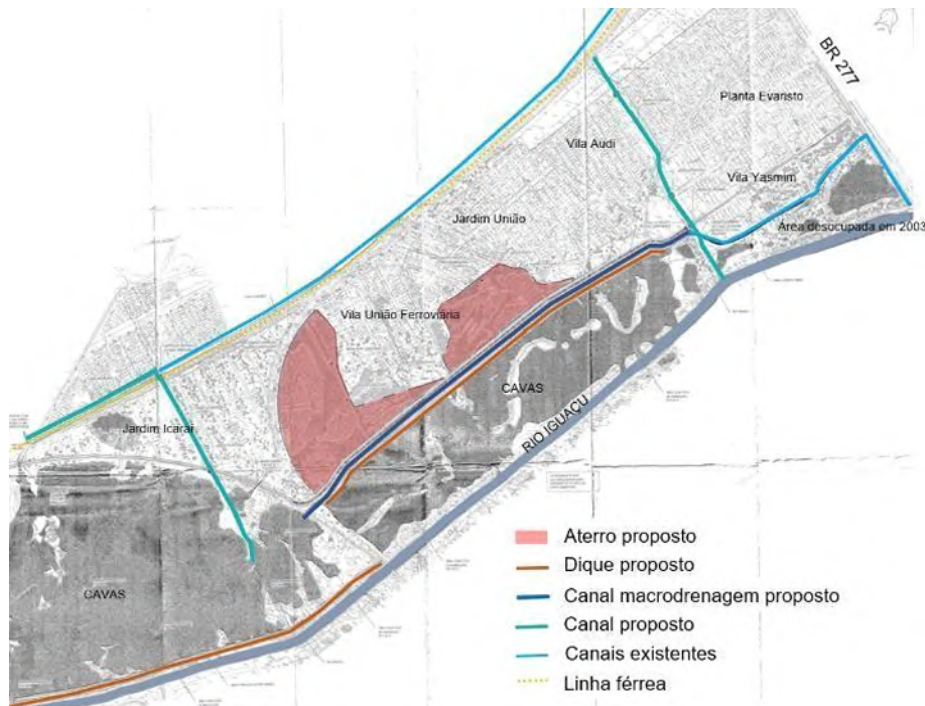 BR 277
Planta Evaristo
Vila Audi
Vila Yasmim
Jardim União
Área desocupada em 2003
Vila União Ferroviária
CAVAS
RIO IGUAÇU
Jardim Icaraí
CAVAS
Aterro proposto
Dique proposto
Canal macrodrenagem proposto
Canal proposto
Canais existentes
Linha férrea